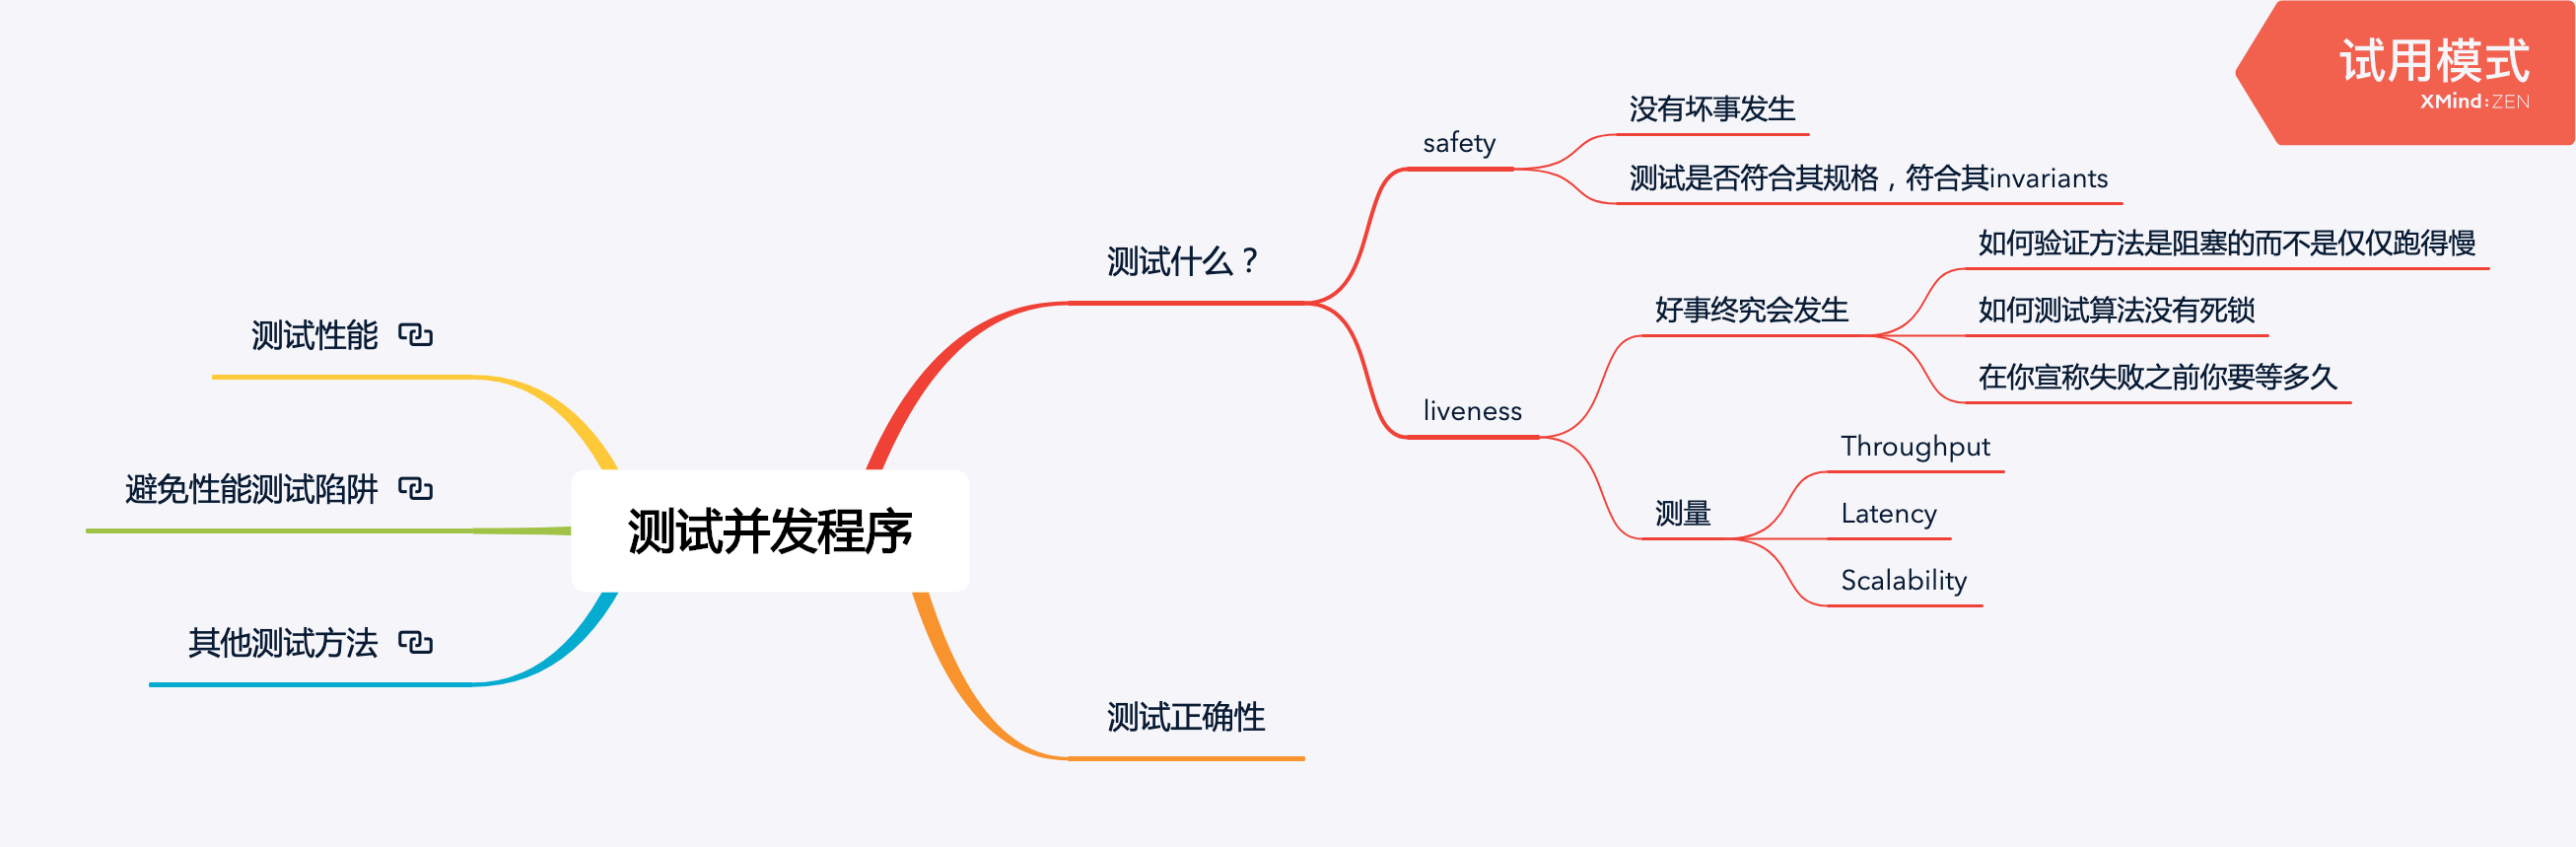 试用模式
XMind:ZEN
测试并发程序
测试什么？
safety
没有坏事发生
测试是否符合其规格，符合其invariants
liveness
好事终究会发生
如何验证方法是阻塞的而不是仅仅跑得慢
如何测试算法没有死锁
在你宣称失败之前你要等多久
测量
Throughput
Latency
Scalability
测试正确性
测试性能
避免性能测试陷阱
其他测试方法